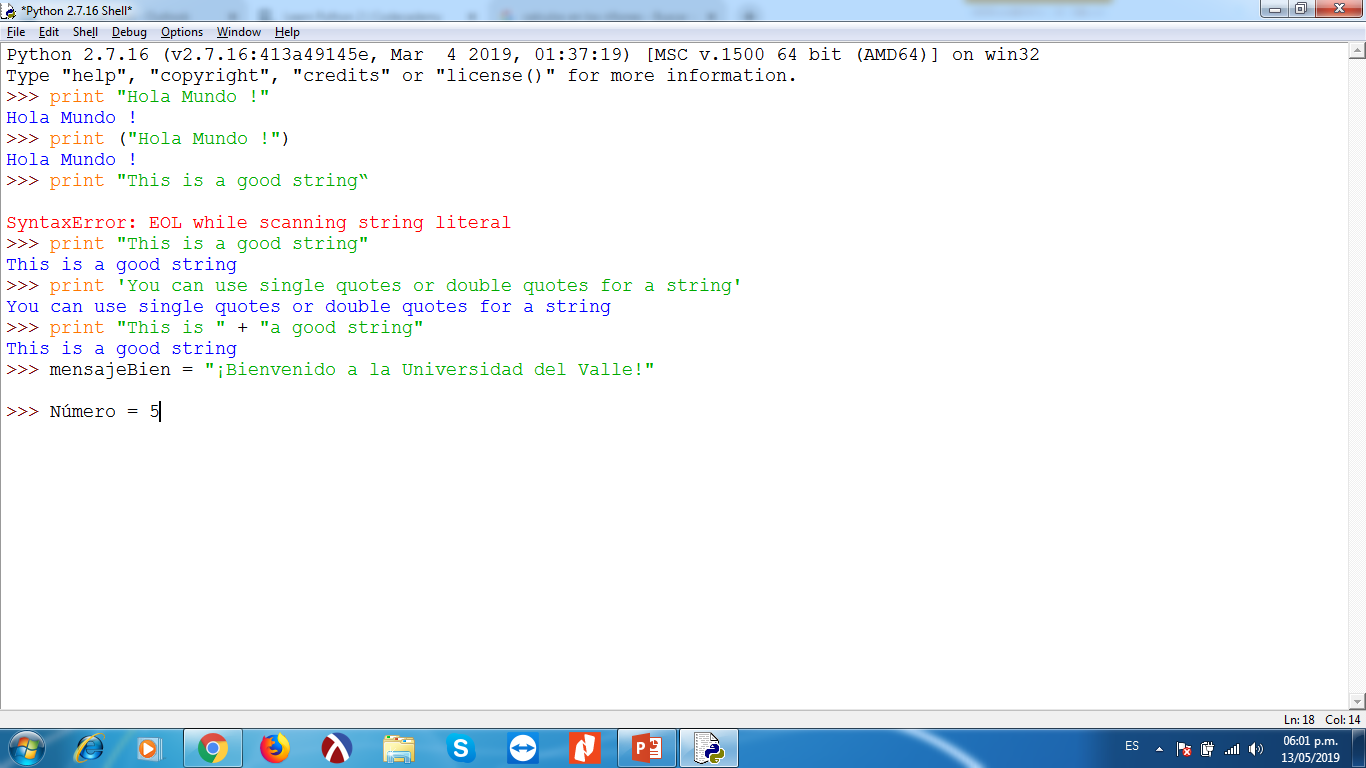 *Python 2.7.16 Shell*
File Edit Shell Debug Options Window Help
Python 2.7.16 (v2.7.16:413a49145e, Mar  4 2019, 01:37:19) [MSC v.1500 64 bit (AMD64)] on win32
Type "help", "copyright", "credits" or "license()" for more information.
>>> print "Hola Mundo !"
Hola Mundo !
>>> print ("Hola Mundo !")
Hola Mundo !
>>> print "This is a good string“
SyntaxError: EOL while scanning string literal
>>> print "This is a good string"
This is a good string
>>> print 'You can use single quotes or double quotes for a string'
You can use single quotes or double quotes for a string
>>> print "This is " + "a good string"
This is a good string
>>> mensajeBien = "¡Bienvenido a la Universidad del Valle!"
>>> Número = 5
Ln: 18 Col: 14
ES
06:01 p.m.
13/05/2019